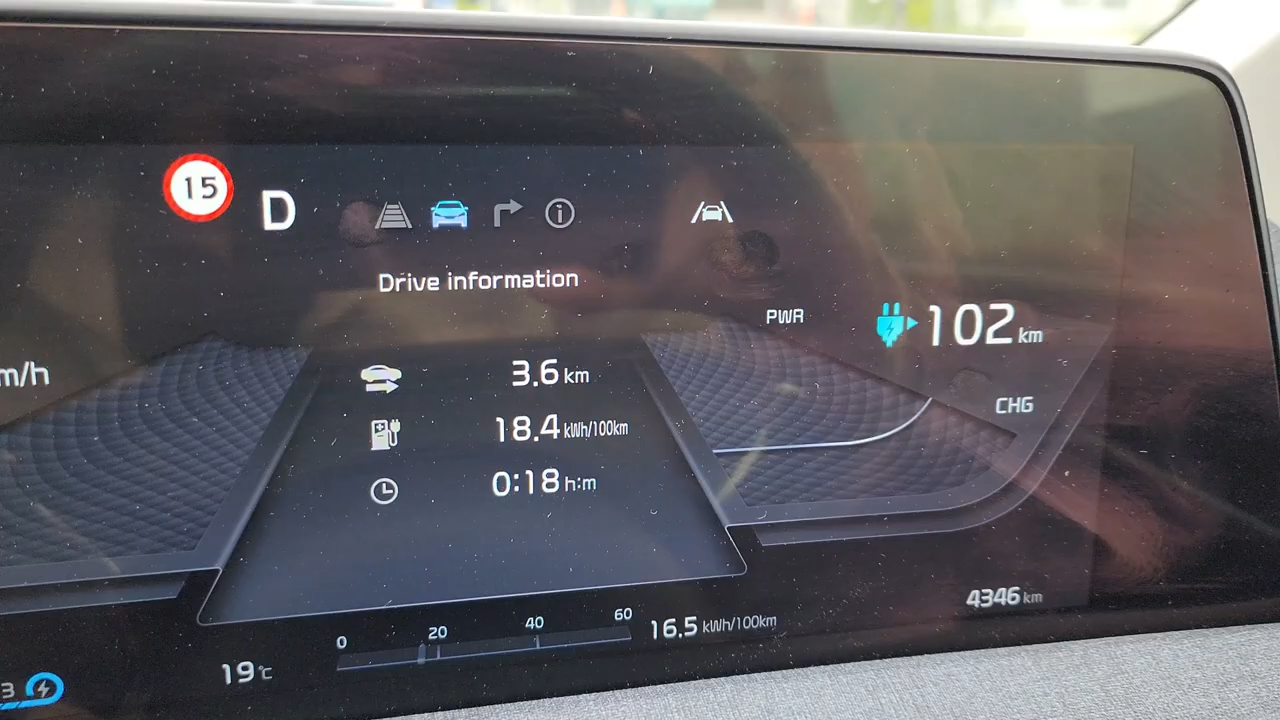 15
D
Drive information
PWR
102 km
m/h
3.6 km
CHG
18.4 kWh/100km
0:18 h:m
4346 km
0 20 40 60
16.5 kWh/100km
19°C
3